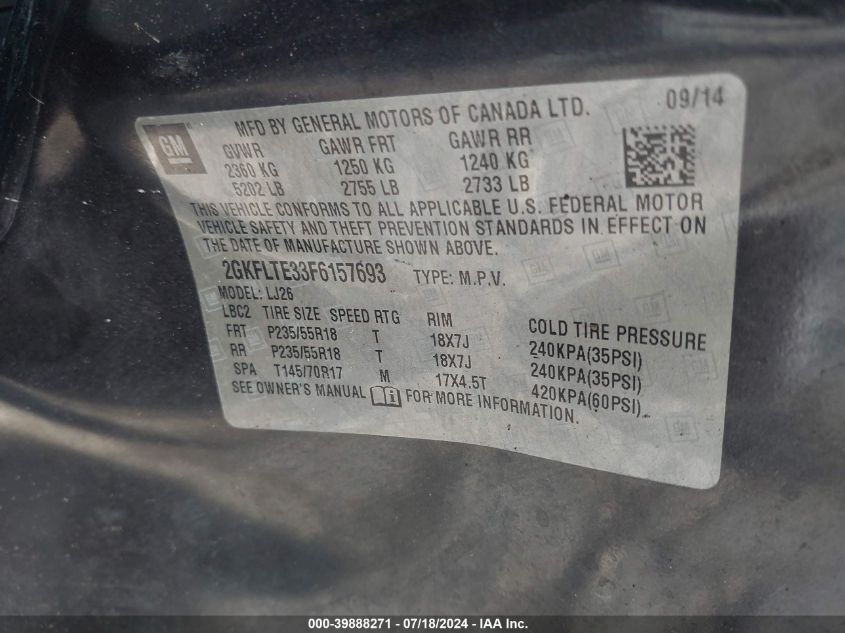 GM MFD BY GENERAL MOTORS OF CANADA LTD. 09/14
GVWR GAWR FRT GAWR RR
2360 KG 1250 KG 1240 KG
5202 LB 2755 LB 2733 LB
THIS VEHICLE CONFORMS TO ALL APPLICABLE U.S. FEDERAL MOTOR
VEHICLE SAFETY AND THEFT PREVENTION STANDARDS IN EFFECT ON
THE DATE OF MANUFACTURE SHOWN ABOVE.
2GKFLTE33F6157693 TYPE: M.P.V.
MODEL: LJ26
LBC2 TIRE SIZE SPEED RTG RIM COLD TIRE PRESSURE
FRT P235/55R18 T 18X7J 240KPA(35PSI)
RR P235/55R18 T 18X7J 240KPA(35PSI)
SPA T145/70R17 M 17X4.5T 420KPA(60PSI)
SEE OWNER'S MANUAL FOR MORE INFORMATION.
000-39888271 - 07/18/2024 - IAA Inc.